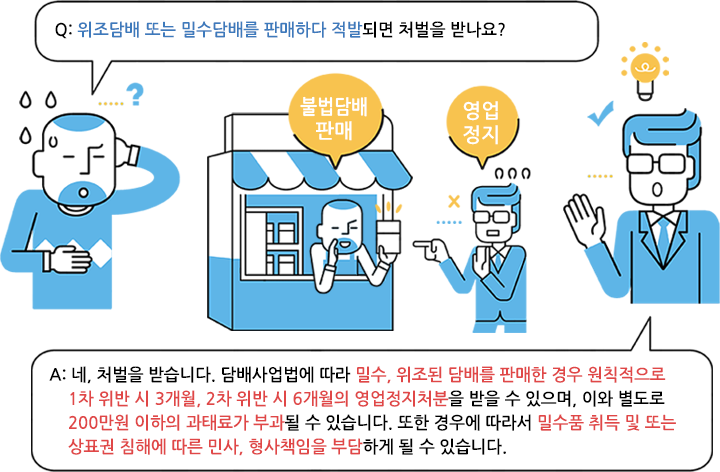 Q: 위조담배 또는 밀수담배를 판매하다 적발되면 처벌을 받나요?
......?
불법담배
판매
영업
정지
A: 네, 처벌을 받습니다. 담배사업법에 따라 밀수, 위조된 담배를 판매한 경우 원칙적으로
1차 위반 시 3개월, 2차 위반 시 6개월의 영업정지처분을 받을 수 있으며, 이와 별도로
200만원 이하의 과태료가 부과될 수 있습니다. 또한 경우에 따라서 밀수품 취득 및 또는
상표권 침해에 따른 민사, 형사책임을 부담하게 될 수 있습니다.